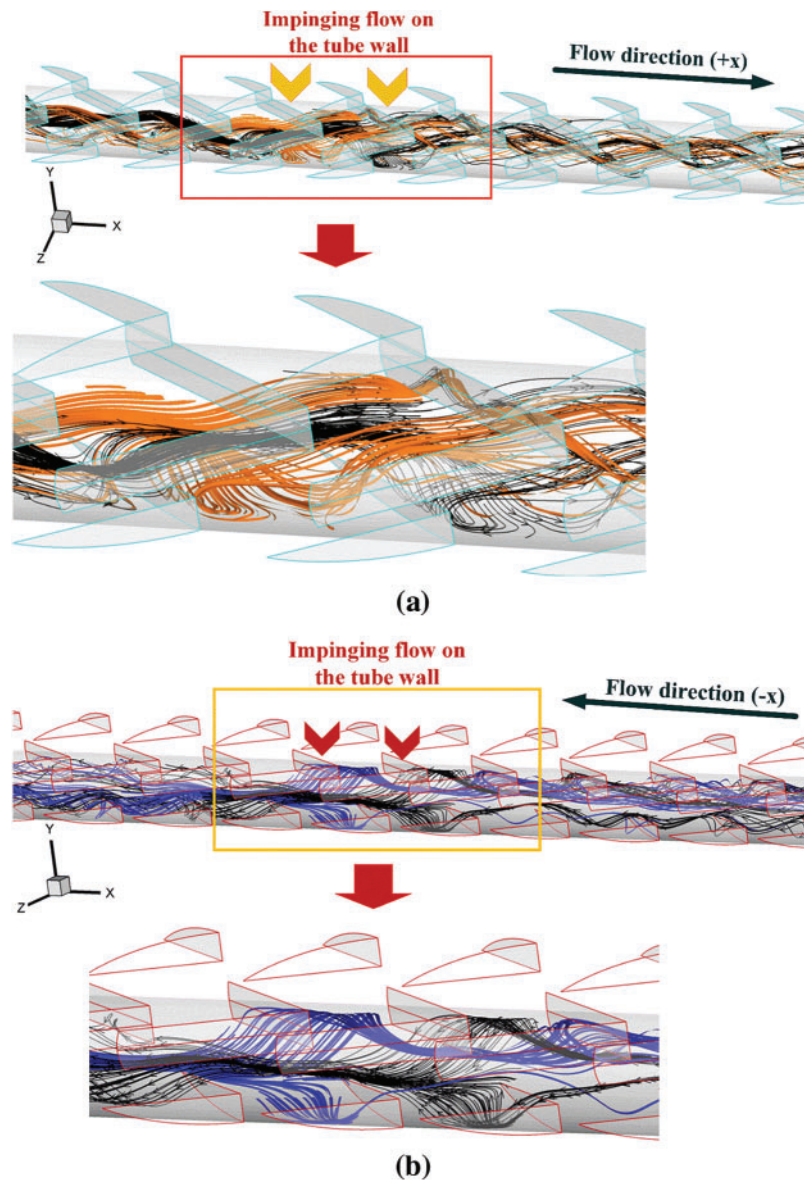 Impinging flow on
the tube wall
Flow direction (+x)
Y
X
Z
(a)
Impinging flow on
the tube wall
Flow direction (-x)
Y
X
Z
(b)